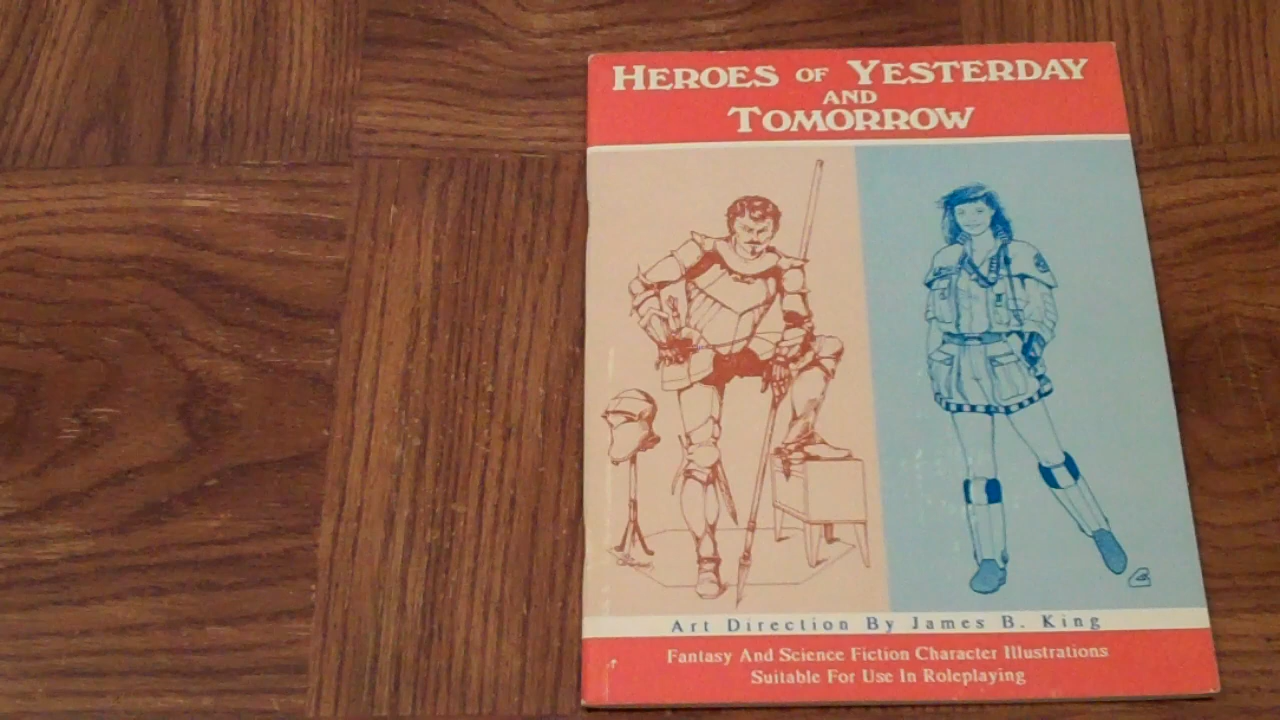 HEROES OF YESTERDAY
AND
TOMORROW
Art Direction By James B. King
Fantasy And Science Fiction Character Illustrations
Suitable For Use In Roleplaying